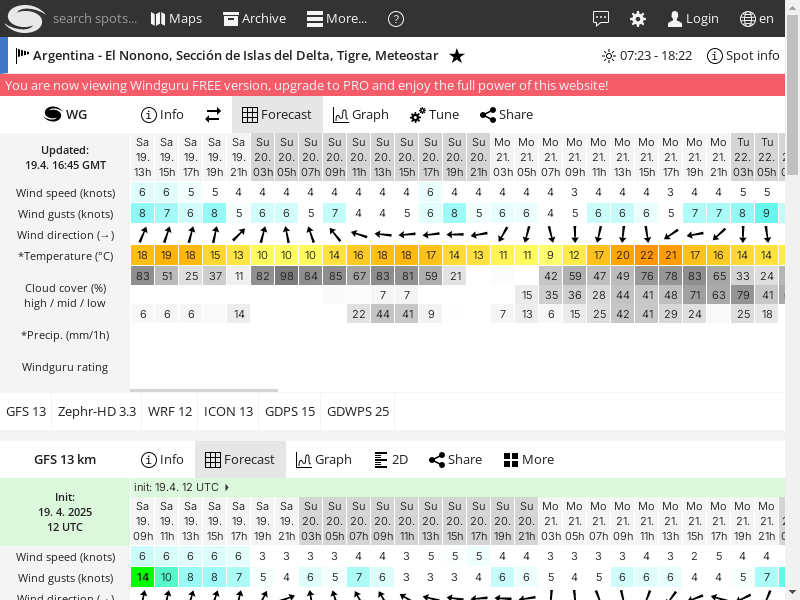 search spots... Maps Archive More... ? Login en
Argentina - El Nonono, Sección de Islas del Delta, Tigre, Meteostar ★ 07:23 - 18:22 Spot info
You are now viewing Windguru FREE version, upgrade to PRO and enjoy the full power of this website!
WG Info Forecast Graph Tune Share
Updated:
19.4. 16:45 GMT
Sa Sa Sa Sa Sa Su Su Su Su Su Su Su Su Su Su Mo Mo Mo Mo Mo Mo Mo Mo Mo Mo Tu Tu
19. 19. 19. 19. 19. 20. 20. 20. 20. 20. 20. 20. 20. 20. 20. 21. 21. 21. 21. 21. 21. 21. 21. 21. 21. 22. 22.
13h 15h 17h 19h 21h 03h 05h 07h 09h 11h 13h 15h 17h 19h 21h 03h 05h 07h 09h 11h 13h 15h 17h 19h 21h 03h 05h
Wind speed (knots) 6 6 5 5 4 4 4 4 4 4 4 4 6 4 4 4 4 4 3 4 4 4 3 4 4 5 5
Wind gusts (knots) 8 7 6 8 5 6 6 5 7 4 4 5 6 8 5 6 6 4 5 6 6 6 5 7 7 8 9
Wind direction (→)
*Temperature (°C) 18 19 18 15 13 10 10 10 14 16 18 18 17 14 13 11 11 9 12 17 20 22 21 17 16 14 14
83 51 25 37 11 82 98 84 85 67 83 81 59 21 42 59 47 49 76 78 83 65 33 24
Cloud cover (%)
high / mid / low
7 7 15 35 36 28 44 41 48 71 63 79 41
6 6 6 14 22 44 41 9 7 13 6 15 25 42 41 29 24 25 18
*Precip. (mm/1h)
Windguru rating
GFS 13 Zephr-HD 3.3 WRF 12 ICON 13 GDPS 15 GDWPS 25
GFS 13 km Info Forecast Graph 2D Share More
Init:
19. 4. 2025
12 UTC
init: 19.4. 12 UTC
Sa Sa Sa Sa Sa Sa Sa Su Su Su Su Su Su Su Su Su Su Mo Mo Mo Mo Mo Mo Mo Mo Mo Mo
19. 19. 19. 19. 19. 19. 19. 20. 20. 20. 20. 20. 20. 20. 20. 20. 20. 21. 21. 21. 21. 21. 21. 21. 21. 21. 21.
09h 11h 13h 15h 17h 19h 21h 03h 05h 07h 09h 11h 13h 15h 17h 19h 21h 03h 05h 07h 09h 11h 13h 15h 17h 19h 21h
Wind speed (knots) 6 6 6 6 6 3 3 3 3 4 4 3 5 5 5 4 4 3 3 3 3 4 3 2 5 4 4
Wind gusts (knots) 14 10 8 8 7 5 4 6 5 7 6 3 3 3 4 6 6 5 4 5 6 6 6 4 4 5 7
Wind direction (→)